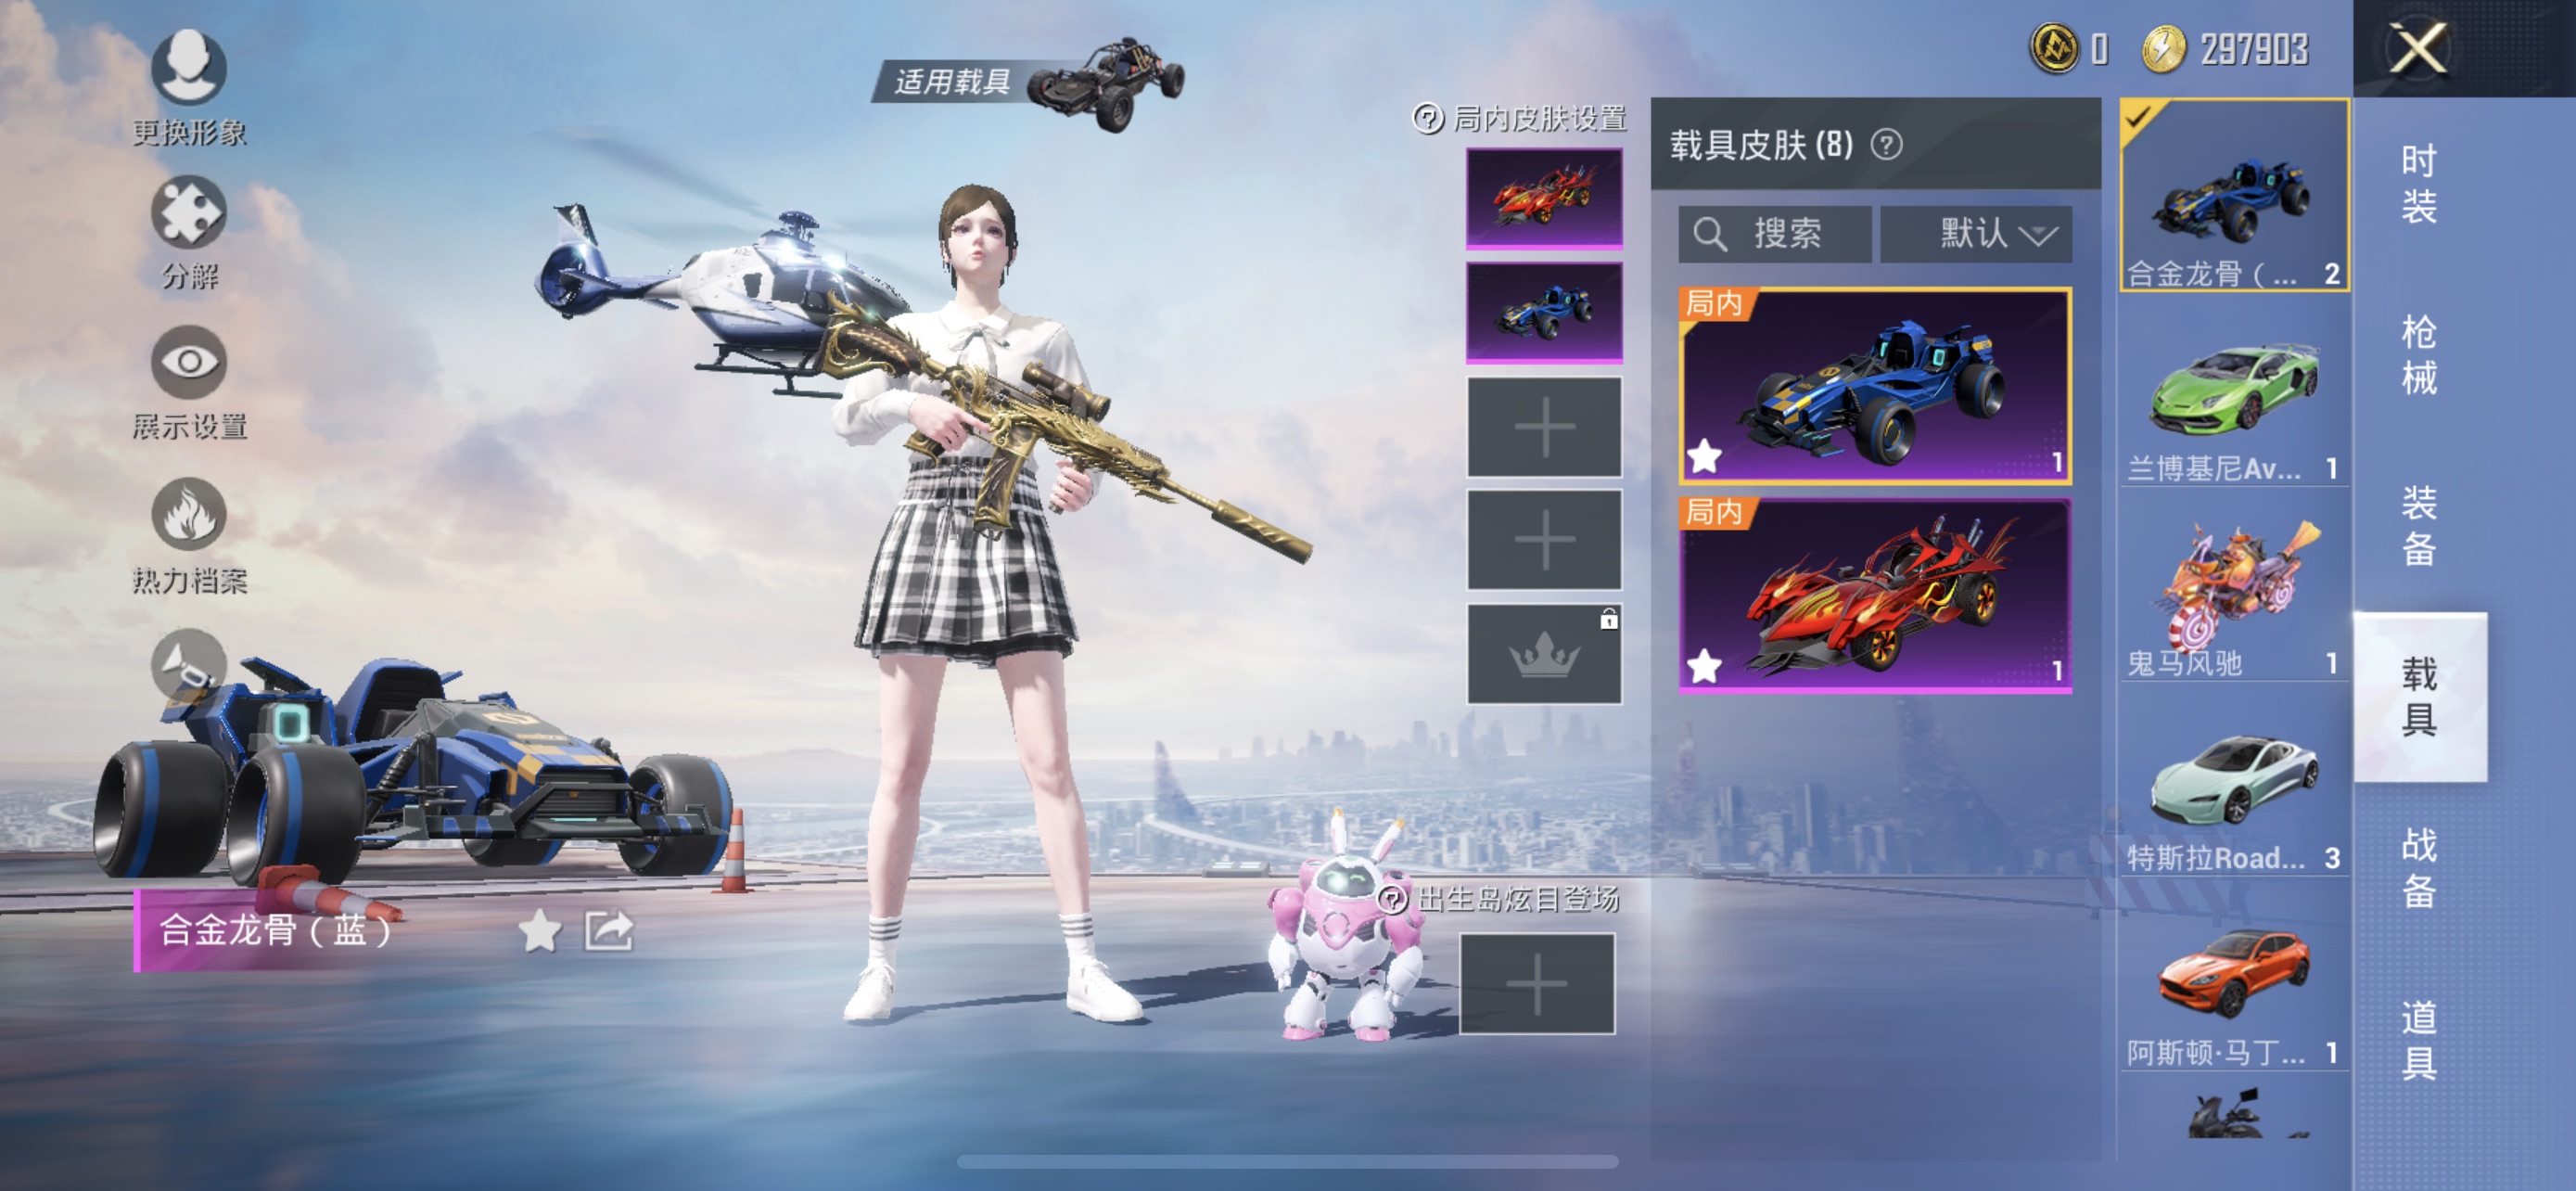 更换形象
分解
展示设置
热力档案
适用载具
0
297903
局内皮肤设置
载具皮肤(8)
搜索
默认
局内
1
局内
1
合金龙骨(...
2
兰博基尼Av...
1
鬼马风驰
1
特斯拉Road...
3
阿斯顿·马丁...
1
时装
枪械
装备
载具
战备
道具
合金龙骨(蓝)
出生岛炫目登场